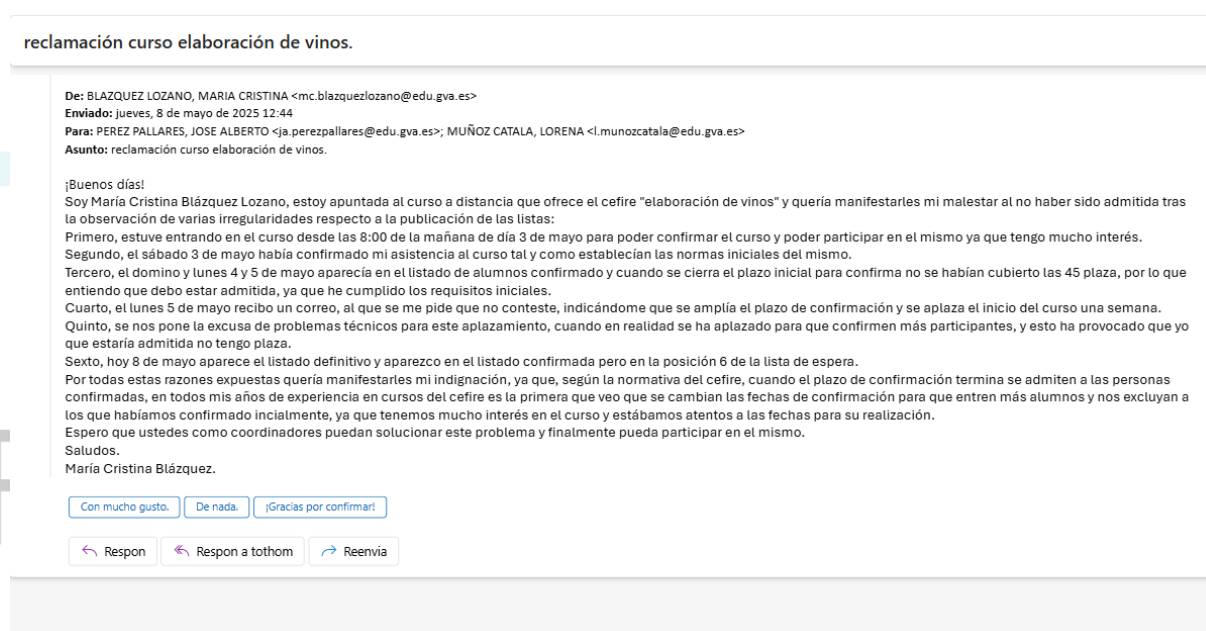 reclamación curso elaboración de vinos.
De: BLAZQUEZ LOZANO, MARIA CRISTINA <mc.blazquezlozano@edu.gva.es>
Enviado: jueves, 8 de mayo de 2025 12:44
Para: PEREZ PALLARES, JOSE ALBERTO <ja.perezpallares@edu.gva.es>; MUÑOZ CATALA, LORENA <l.munozcatala@edu.gva.es>
Asunto: reclamación curso elaboración de vinos.
¡Buenos días!
Soy María Cristina Blázquez Lozano, estoy apuntada al curso a distancia que ofrece el cefire "elaboración de vinos" y quería manifestarles mi malestar al no haber sido admitida tras
la observación de varias irregularidades respecto a la publicación de las listas:
Primero, estuve entrando en el curso desde las 8:00 de la mañana de día 3 de mayo para poder confirmar el curso y poder participar en el mismo ya que tengo mucho interés.
Segundo, el sábado 3 de mayo había confirmado mi asistencia al curso tal y como establecían las normas iniciales del mismo.
Tercero, el domino y lunes 4 y 5 de mayo aparecía en el listado de alumnos confirmado y cuando se cierra el plazo inicial para confirma no se habían cubierto las 45 plaza, por lo que
entiendo que debo estar admitida, ya que he cumplido los requisitos iniciales.
Cuarto, el lunes 5 de mayo recibo un correo, al que se me pide que no conteste, indicándome que se amplía el plazo de confirmación y se aplaza el inicio del curso una semana.
Quinto, se nos pone la excusa de problemas técnicos para este aplazamiento, cuando en realidad se ha aplazado para que confirmen más participantes, y esto ha provocado que yo
que estaría admitida no tengo plaza.
Sexto, hoy 8 de mayo aparece el listado definitivo y aparezco en el listado confirmada pero en la posición 6 de la lista de espera.
Por todas estas razones expuestas quería manifestarles mi indignación, ya que, según la normativa del cefire, cuando el plazo de confirmación termina se admiten a las personas
confirmadas, en todos mis años de experiencia en cursos del cefire es la primera que veo que se cambian las fechas de confirmación para que entren más alumnos y nos excluyan a
los que habíamos confirmado incialmente, ya que tenemos mucho interés en el curso y estábamos atentos a las fechas para su realización.
Espero que ustedes como coordinadores puedan solucionar este problema y finalmente pueda participar en el mismo.
Saludos.
María Cristina Blázquez.
Con mucho gusto. De nada. ¡Gracias por confirmar!
Respon Respon a tothom Reenvia